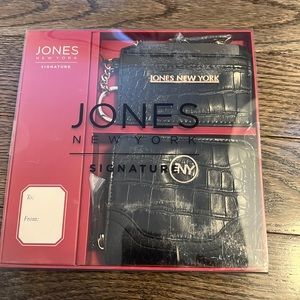 JONES
NEW YORK
SIGNATURE
JONES NEW YORK
JONES
NEW YORK
SIGNATURE
NY
To:
From: